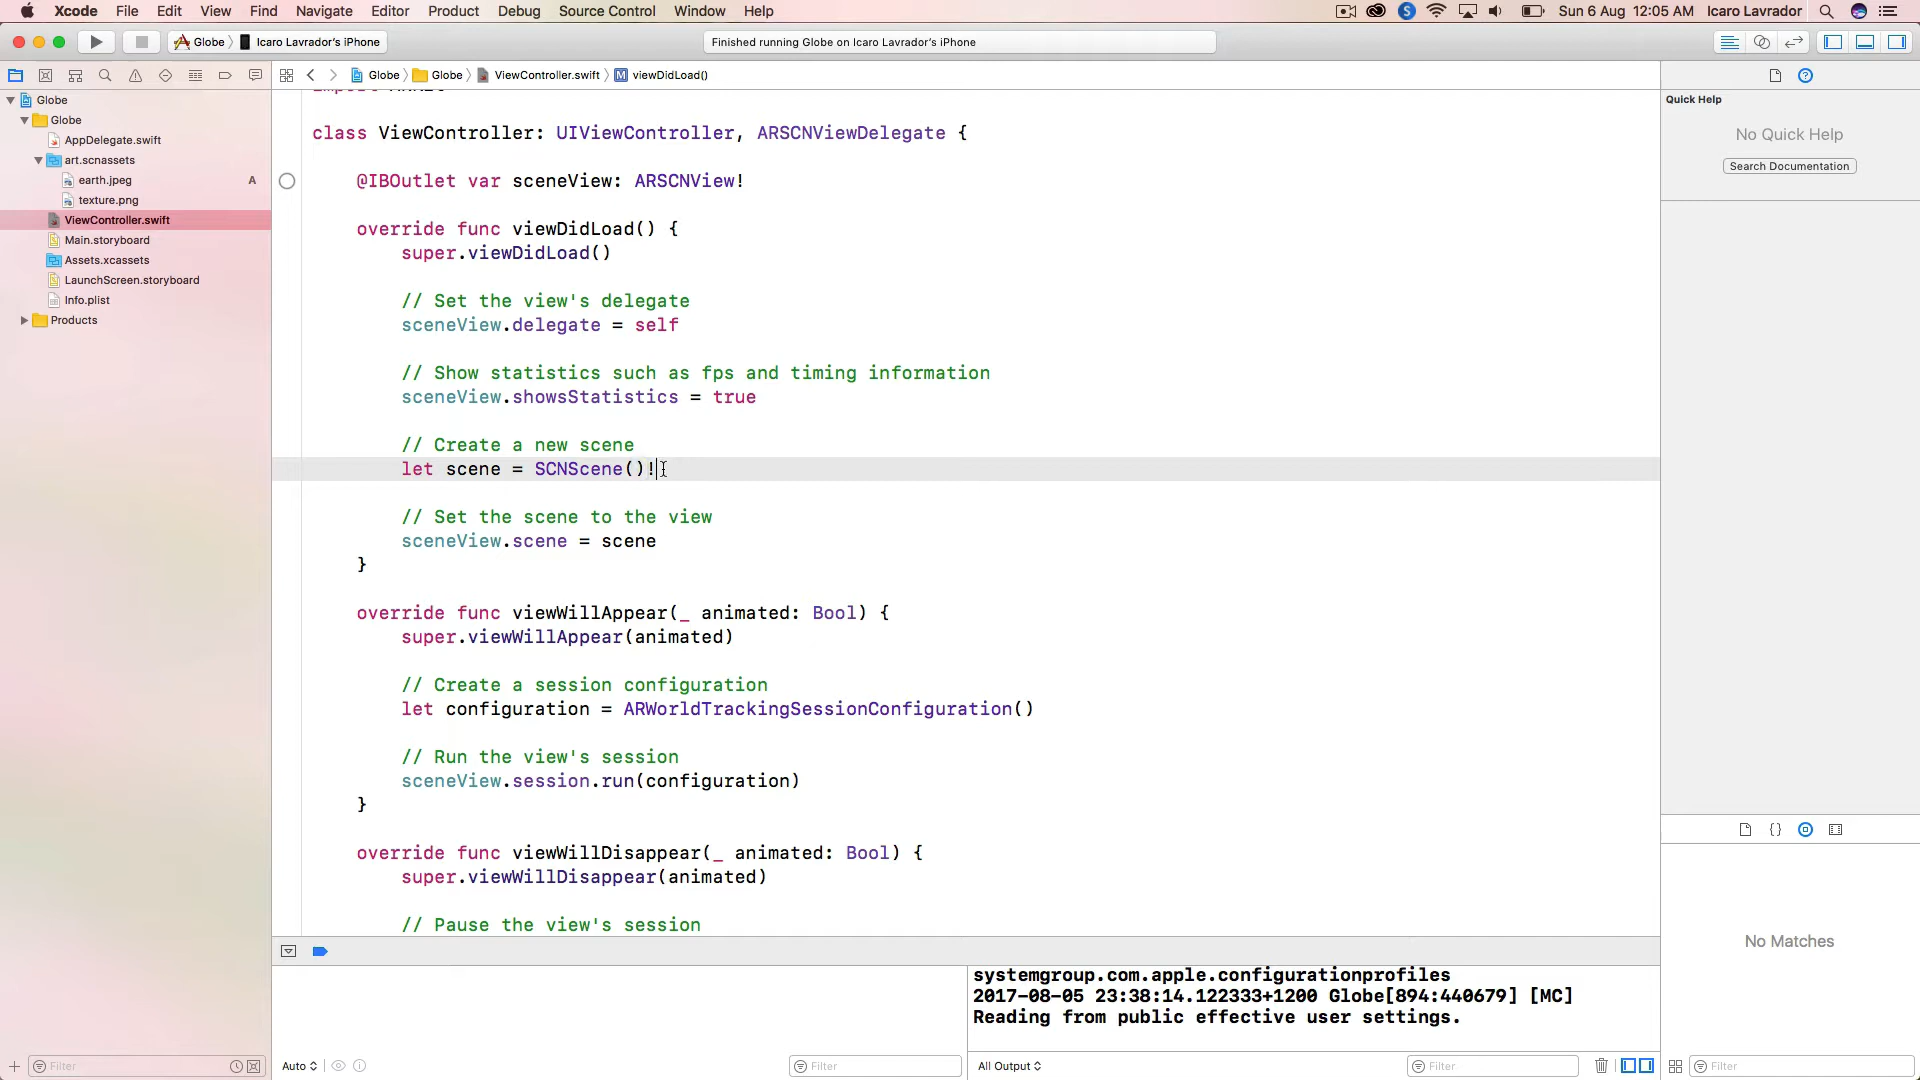 Xcode File Edit View Find Navigate Editor Product Debug Source Control Window Help
Sun 6 Aug 12:05 AM Icaro Lavrador
Globe Icaro Lavrador's iPhone
Finished running Globe on Icaro Lavrador's iPhone
Globe Globe ViewController.swift M viewDidLoad()
Globe
Globe
AppDelegate.swift
art.scnassets
earth.jpeg A
texture.png
ViewController.swift
Main.storyboard
Assets.xcassets
LaunchScreen.storyboard
Info.plist
Products
class ViewController: UIViewController, ARSCNViewDelegate {
@IBOutlet var sceneView: ARSCNView!
override func viewDidLoad() {
super.viewDidLoad()
// Set the view's delegate
sceneView.delegate = self
// Show statistics such as fps and timing information
sceneView.showsStatistics = true
// Create a new scene
let scene = SCNScene()!
// Set the scene to the view
sceneView.scene = scene
}
override func viewWillAppear(_ animated: Bool) {
super.viewWillAppear(animated)
// Create a session configuration
let configuration = ARWorldTrackingSessionConfiguration()
// Run the view's session
sceneView.session.run(configuration)
}
override func viewWillDisappear(_ animated: Bool) {
super.viewWillDisappear(animated)
// Pause the view's session
Quick Help
No Quick Help
Search Documentation
No Matches
systemgroup.com.apple.configurationprofiles
2017-08-05 23:38:14.122333+1200 Globe[894:440679] [MC]
Reading from public effective user settings.
Filter
Auto
Filter
All Output
Filter
Filter